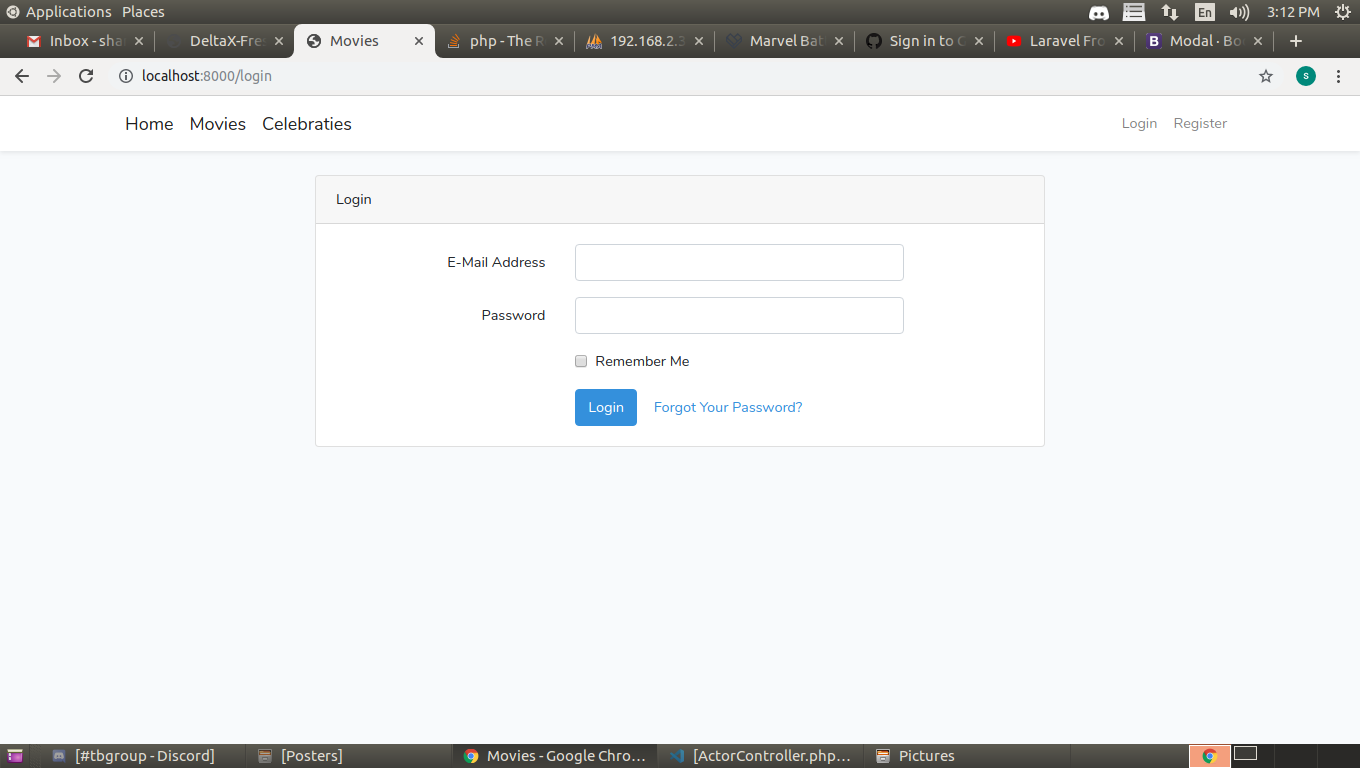 Applications Places En 3:12 PM
Inbox - sha DeltaX-Fres Movies php - The R 192.168.2.3 Marvel Bat Sign in to G Laravel Fro Modal · Bo
localhost:8000/login s
Home Movies Celebraties Login Register
Login
E-Mail Address
Password
Remember Me
Login Forgot Your Password?
[#tbgroup - Discord] [Posters] Movies - Google Chro... [ActorController.php... Pictures